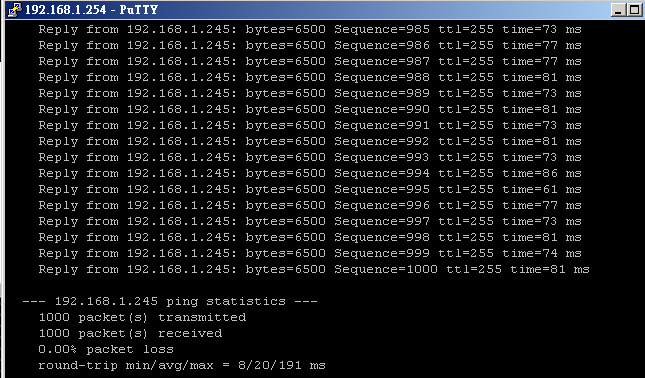 192.168.1.254 - PuTTY
Reply from 192.168.1.245: bytes=6500 Sequence=985 ttl=255 time=73 ms
Reply from 192.168.1.245: bytes=6500 Sequence=986 ttl=255 time=77 ms
Reply from 192.168.1.245: bytes=6500 Sequence=987 ttl=255 time=77 ms
Reply from 192.168.1.245: bytes=6500 Sequence=988 ttl=255 time=81 ms
Reply from 192.168.1.245: bytes=6500 Sequence=989 ttl=255 time=73 ms
Reply from 192.168.1.245: bytes=6500 Sequence=990 ttl=255 time=81 ms
Reply from 192.168.1.245: bytes=6500 Sequence=991 ttl=255 time=73 ms
Reply from 192.168.1.245: bytes=6500 Sequence=992 ttl=255 time=81 ms
Reply from 192.168.1.245: bytes=6500 Sequence=993 ttl=255 time=73 ms
Reply from 192.168.1.245: bytes=6500 Sequence=994 ttl=255 time=86 ms
Reply from 192.168.1.245: bytes=6500 Sequence=995 ttl=255 time=61 ms
Reply from 192.168.1.245: bytes=6500 Sequence=996 ttl=255 time=77 ms
Reply from 192.168.1.245: bytes=6500 Sequence=997 ttl=255 time=73 ms
Reply from 192.168.1.245: bytes=6500 Sequence=998 ttl=255 time=81 ms
Reply from 192.168.1.245: bytes=6500 Sequence=999 ttl=255 time=74 ms
Reply from 192.168.1.245: bytes=6500 Sequence=1000 ttl=255 time=81 ms
--- 192.168.1.245 ping statistics ---
1000 packet(s) transmitted
1000 packet(s) received
0.00% packet loss
round-trip min/avg/max = 8/20/191 ms